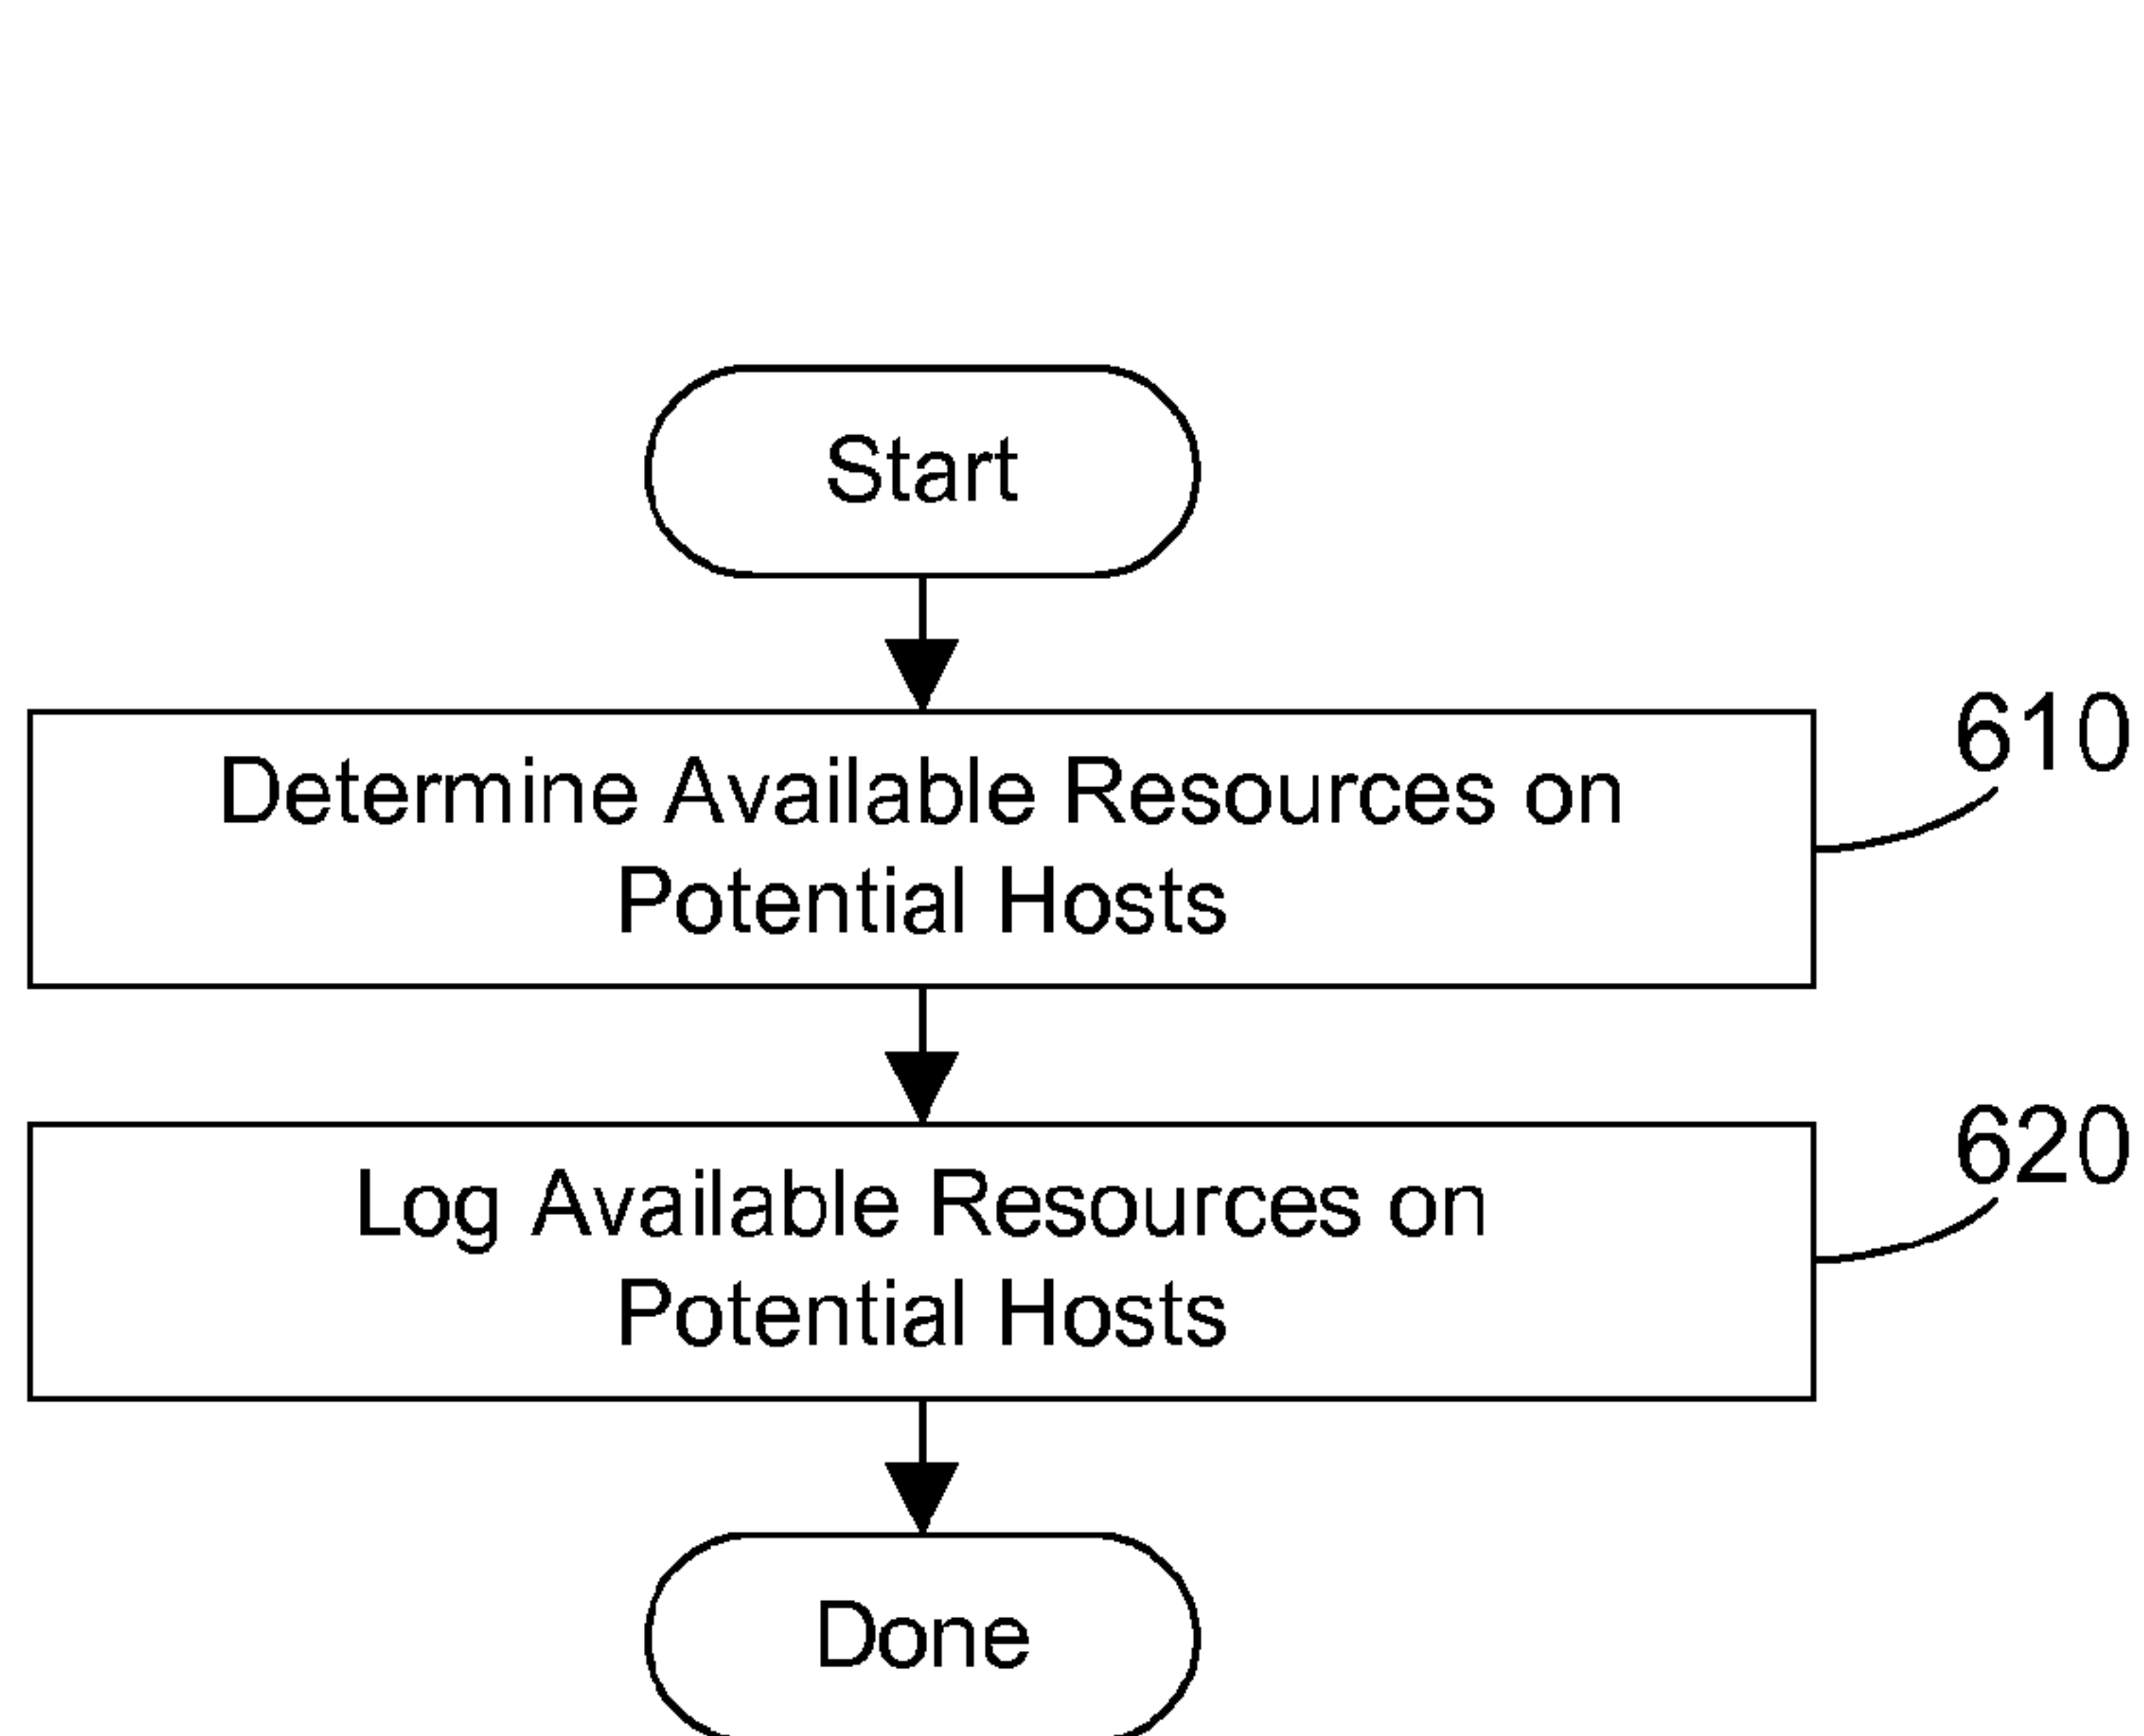 Start
610
Determine Available Resources on
Potential Hosts
620
Log Available Resources on
Potential Hosts
Done